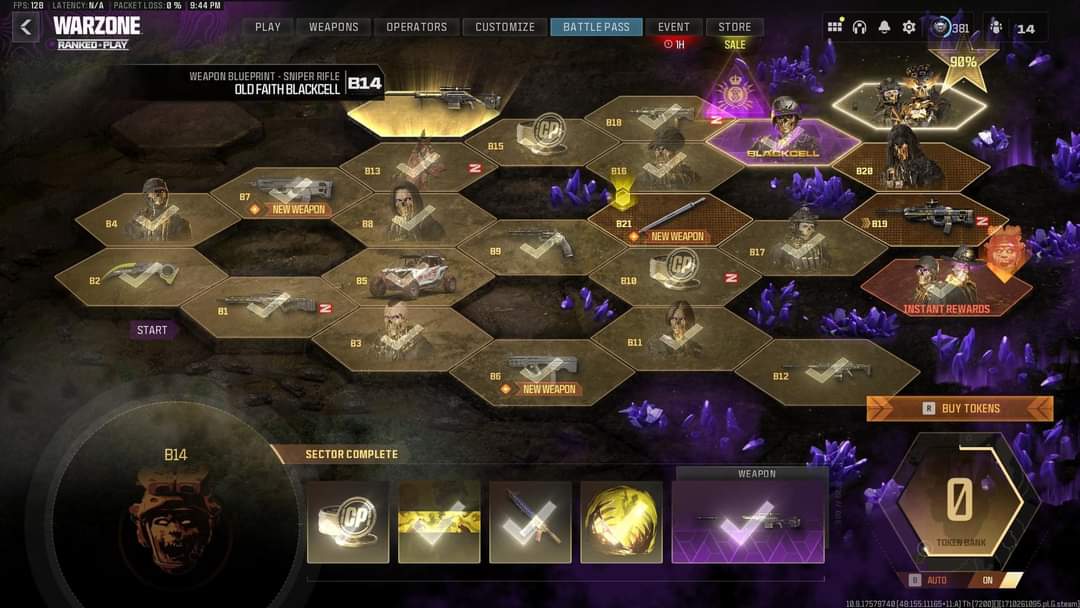 FPS: 128 | LATENCY: N/A | PACKET LOSS: 0 % | 9:44 PM
WARZONE
RANKED PLAY
PLAY
WEAPONS
OPERATORS
CUSTOMIZE
BATTLE PASS
EVENT
STORE
1H
SALE
381
14
90%
WEAPON BLUEPRINT - SNIPER RIFLE
OLD FAITH BLACKCELL
B14
B18
B15
CP
BLACKCELL
B13
B16
B20
B7
NEW WEAPON
B4
B8
B21
NEW WEAPON
B19
B9
B17
B2
B5
B10
CP
B1
INSTANT REWARDS
START
B3
B11
B6
NEW WEAPON
B12
R BUY TOKENS
B14
SECTOR COMPLETE
WEAPON
CP
0
TOKEN BANK
AUTO
ON